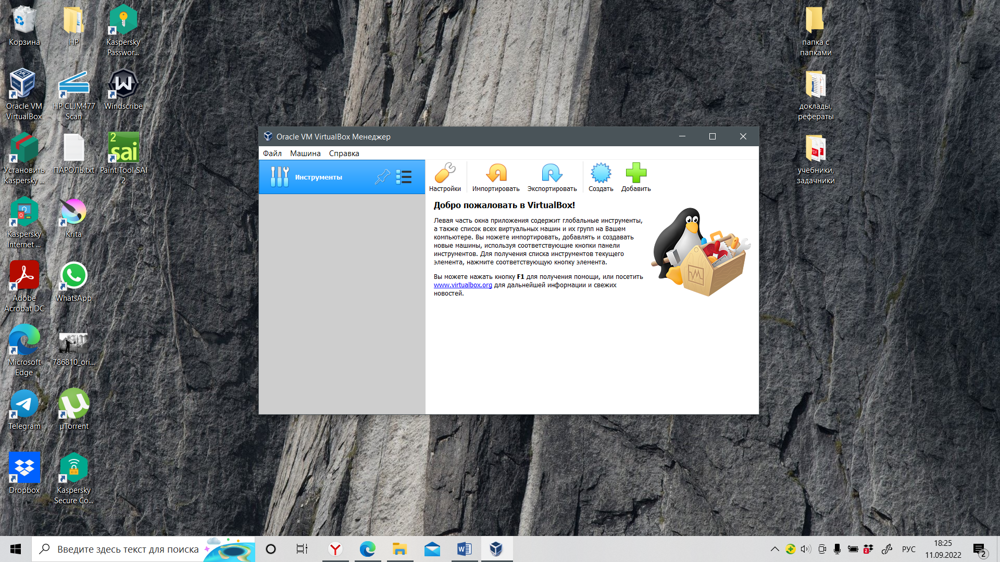 Корзина
HP
Kaspersky
Passwor...
Oracle VM
VirtualBox
HP CLJM477
Scan
Windscribe
Установить
Kaspersky ...
ПАРОЛЬ.txt
2
sai
Paint Tool SAI
2
Kaspersky
Internet ...
Krita
Adobe
Acrobat DC
WhatsApp
Microsoft
Edge
786810_ori...
Telegram
µTorrent
Dropbox
Kaspersky
Secure Co...
папка с
папками
доклады,
рефераты
PDF
учебники,
задачники
Oracle VM VirtualBox Менеджер
Файл Машина Справка
Инструменты
Настройки Импортировать Экспортировать Создать Добавить
Добро пожаловать в VirtualBox!
Левая часть окна приложения содержит глобальные инструменты,
а также список всех виртуальных машин и их групп на Вашем
компьютере. Вы можете импортировать, добавлять и создавать
новые машины, используя соответствующие кнопки панели
инструментов. Для получения списка инструментов текущего
элемента, нажмите соответствующую кнопку элемента.
Вы можете нажать кнопку F1 для получения помощи, или посетить
www.virtualbox.org для дальнейшей информации и свежих
новостей.
Введите здесь текст для поиска
РУС
18:25
11.09.2022
2